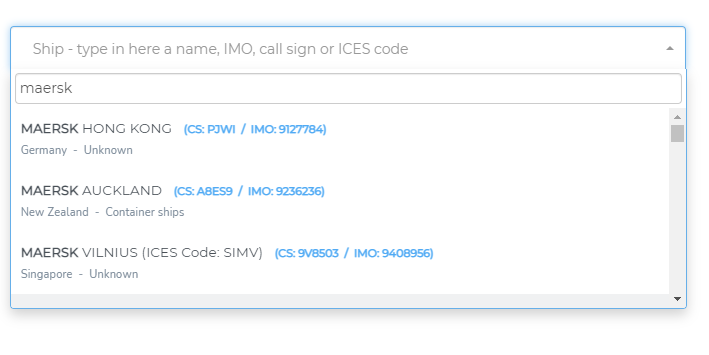 Ship - type in here a name, IMO, call sign or ICES code
maersk
MAERSK HONG KONG (CS: PJWI / IMO: 9127784)
Germany - Unknown
MAERSK AUCKLAND (CS: A8ES9 / IMO: 9236236)
New Zealand - Container ships
MAERSK VILNIUS (ICES Code: SIMV) (CS: 9V8503 / IMO: 9408956)
Singapore - Unknown